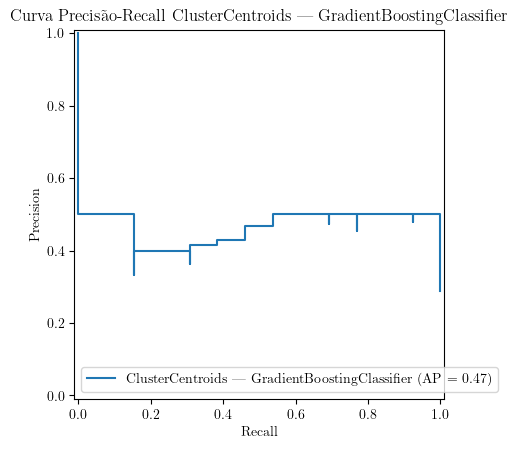 Curva Precisão-Recall ClusterCentroids — GradientBoostingClassifier
1.0
0.8
0.6
0.4
0.2
0.0
Precision
ClusterCentroids — GradientBoostingClassifier (AP = 0.47)
0.0 0.2 0.4 0.6 0.8 1.0
Recall